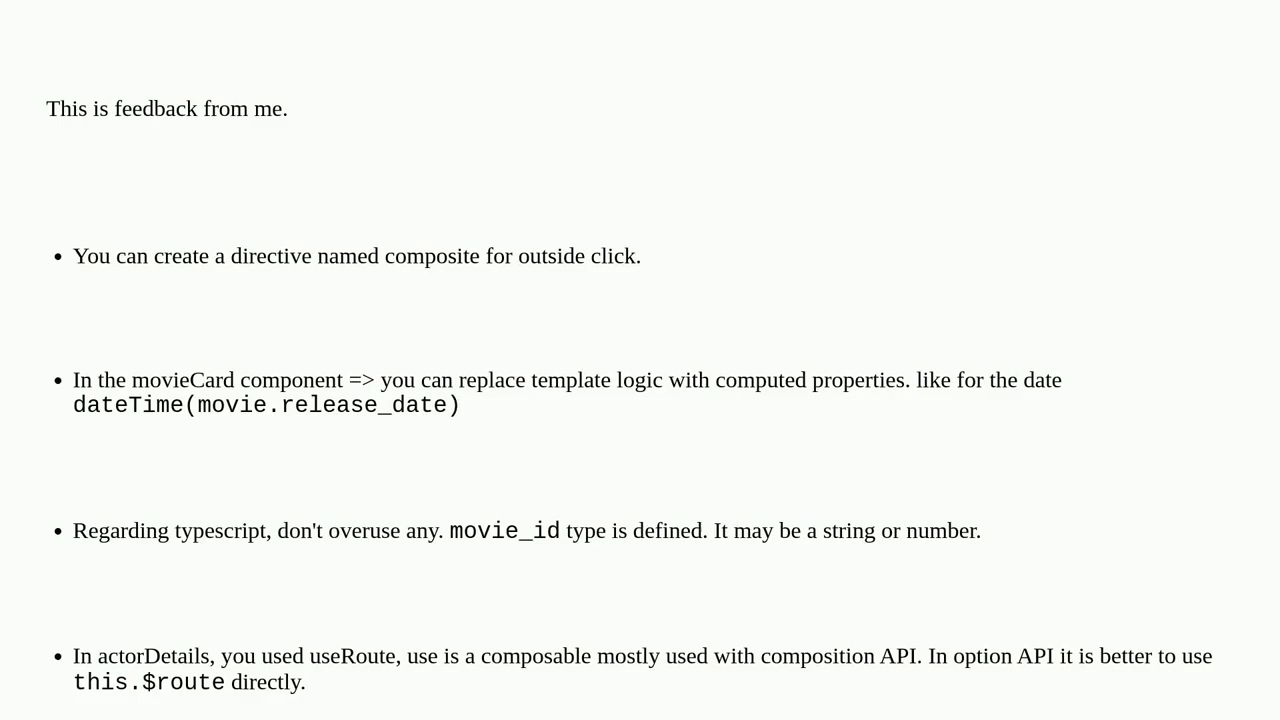 This is feedback from me.
• You can create a directive named composite for outside click.
• In the movieCard component => you can replace template logic with computed properties. like for the date
dateTime(movie.release_date)
• Regarding typescript, don't overuse any. movie_id type is defined. It may be a string or number.
• In actorDetails, you used useRoute, use is a composable mostly used with composition API. In option API it is better to use
this.$route directly.